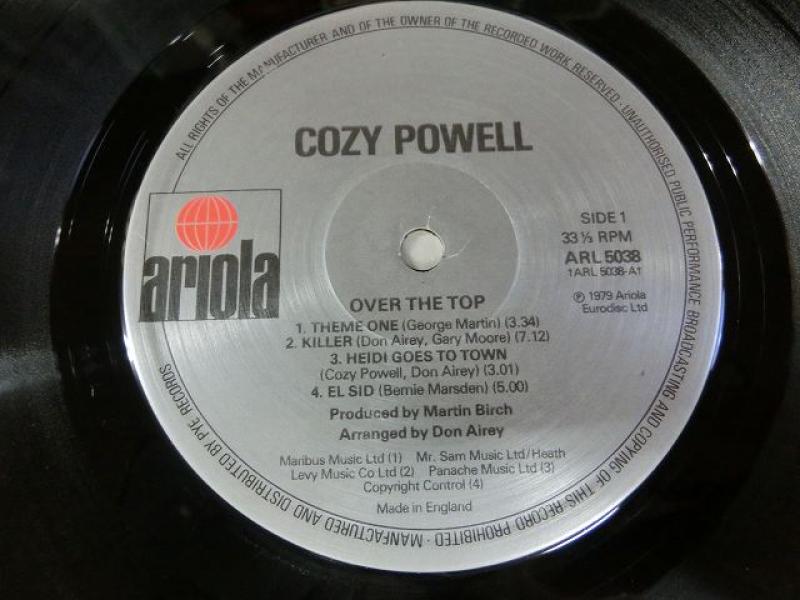 ALL RIGHTS OF THE MANUFACTURER AND OF THE OWNER OF THE RECORDED WORK RESERVED · UNAUTHORISED PUBLIC PERFORMANCE BROADCASTING AND COPYING OF THIS RECORD PROHIBITED · MANFACTURED AND DISTRIBUTED BY PYE RECORDS
COZY POWELL
ariola
SIDE 1
33 ⅓ RPM
ARL 5038
1ARL 5038-A1
℗ 1979 Ariola
Eurodisc Ltd
OVER THE TOP
1. THEME ONE (George Martin) (3.34)
2. KILLER (Don Airey, Gary Moore) (7.12)
3. HEIDI GOES TO TOWN
(Cozy Powell, Don Airey) (3.01)
4. EL SID (Bernie Marsden) (5.00)
Produced by Martin Birch
Arranged by Don Airey
Maribus Music Ltd (1) Mr. Sam Music Ltd/Heath
Levy Music Co Ltd (2) Panache Music Ltd (3)
Copyright Control (4)
Made in England